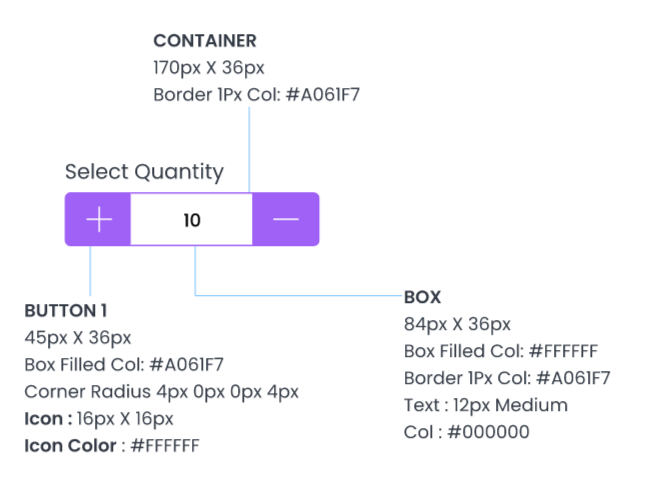 CONTAINER
170px X 36px
Border 1Px Col: #A061F7
Select Quantity
10
BUTTON 1
45px X 36px
Box Filled Col: #A061F7
Corner Radius 4px 0px 0px 4px
Icon : 16px X 16px
Icon Color : #FFFFFF
BOX
84px X 36px
Box Filled Col: #FFFFFF
Border 1Px Col: #A061F7
Text : 12px Medium
Col : #000000